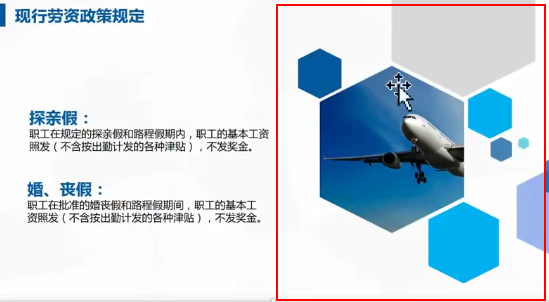 现行劳资政策规定
探亲假：
职工在规定的探亲假和路程假期内，职工的基本工资
照发（不含按出勤计发的各种津贴），不发奖金。
婚、丧假：
职工在批准的婚丧假和路程假期间，职工的基本工
资照发（不含按出勤计发的各种津贴），不发奖金。